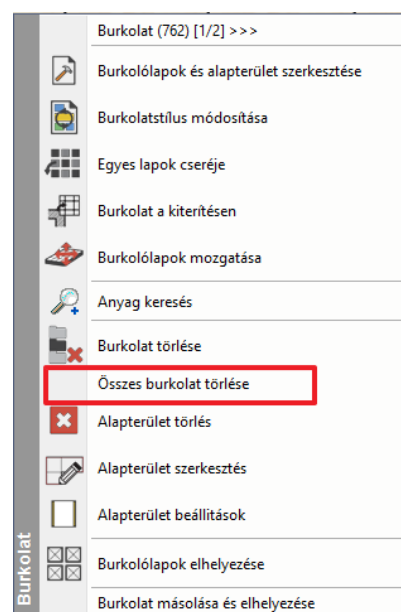 Burkolat (762) [1/2] >>>
Burkolólapok és alapterület szerkesztése
Burkolatstílus módosítása
Egyes lapok cseréje
Burkolat a kiterítésen
Burkolólapok mozgatása
Anyag keresés
Burkolat törlése
Összes burkolat törlése
Alapterület törlés
Alapterület szerkesztés
Alapterület beállitások
Burkolólapok elhelyezése
Burkolat másolása és elhelyezése
Burkolat